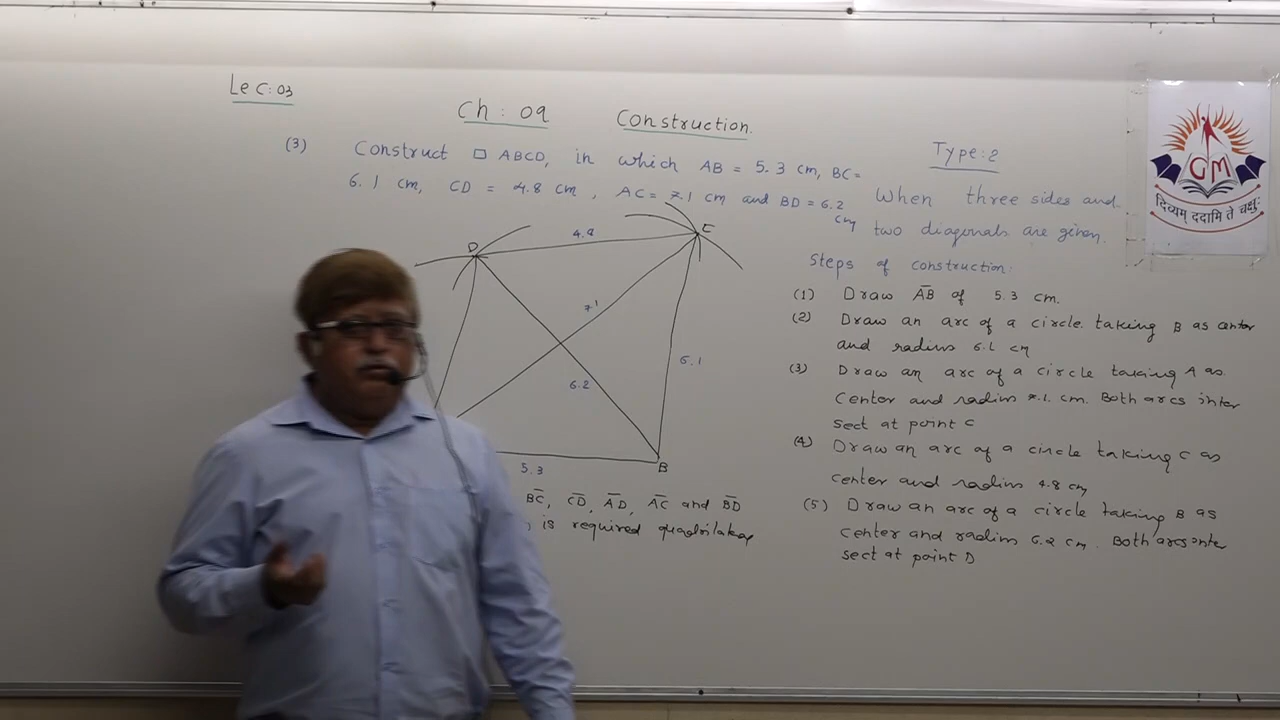 Lec: 03
Ch: 09 Construction.
(3) Construct □ ABCD, in which AB = 5.3 cm, BC =
6.1 cm, CD = 4.8 cm, AC = 7.1 cm and BD = 6.2
cm
Type: 2
When three sides and
two diagonals are given.
Steps of construction:
(1) Draw AB of 5.3 cm.
(2) Draw an arc of a circle taking B as center
and radius 6.1 cm
(3) Draw an arc of a circle taking A as
center and radius 7.1 cm. Both arcs inter
sect at point C
(4) Draw an arc of a circle taking C as
center and radius 4.8 cm
(5) Draw an arc of a circle taking B as
center and radius 6.2 cm. Both arcs inter
sect at point D
D
C
4.8
7.1
6.2
6.1
5.3
B
BC, CD, AD, AC and BD
is required quadrilateral
GM
दिव्यम् ददामि ते चक्षुः